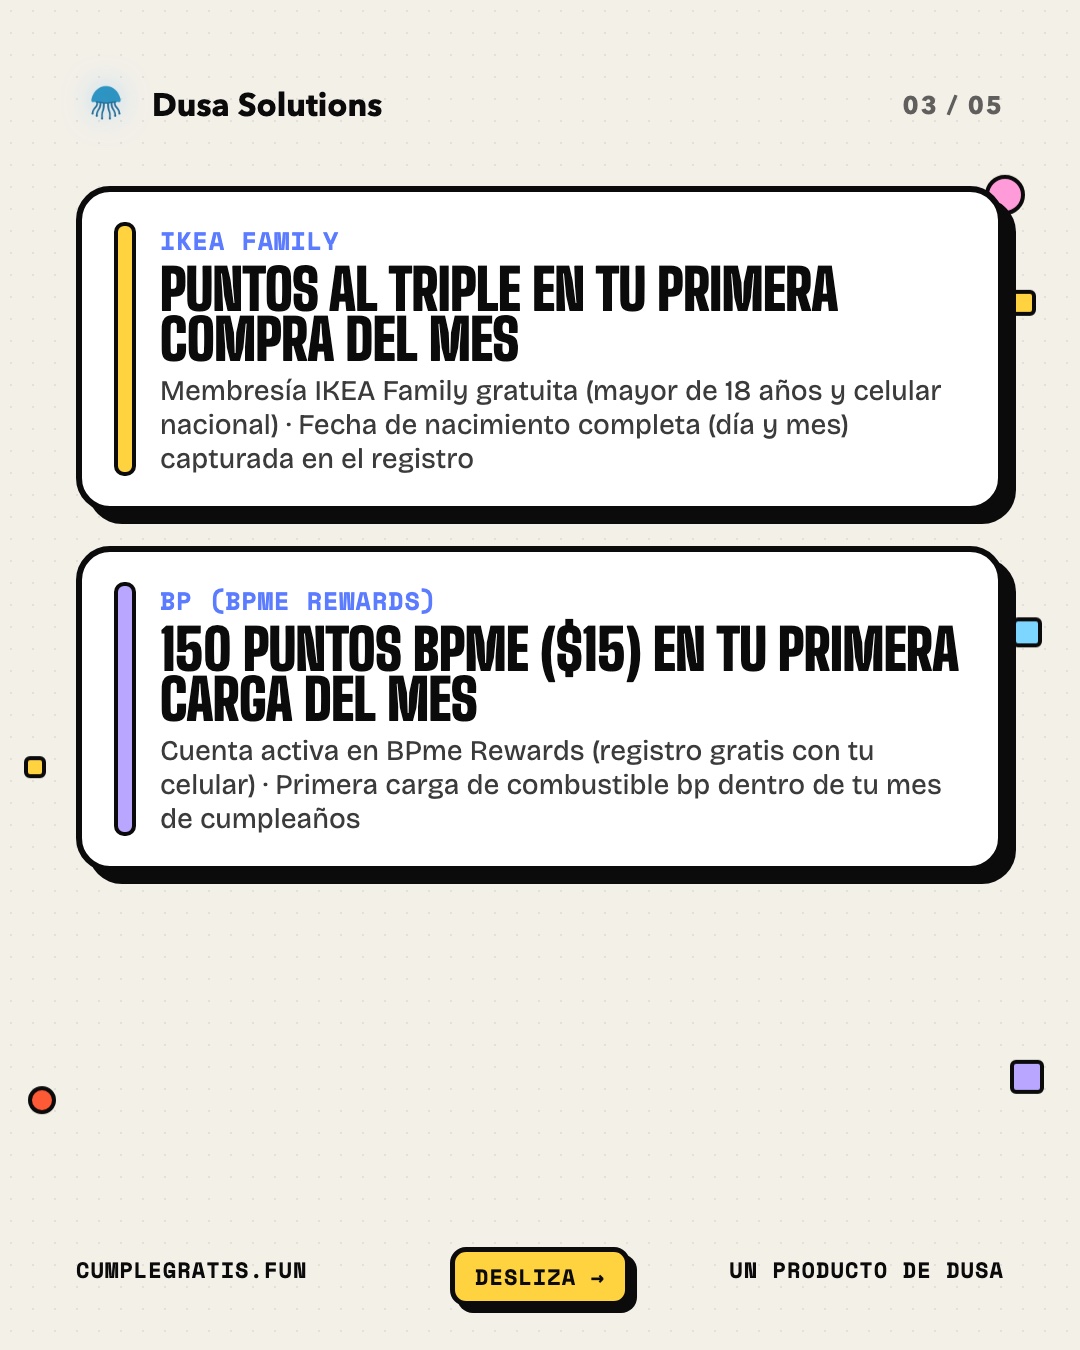 Dusa Solutions
03 / 05
IKEA FAMILY
PUNTOS AL TRIPLE EN TU PRIMERA
COMPRA DEL MES
Membresía IKEA Family gratuita (mayor de 18 años y celular
nacional) · Fecha de nacimiento completa (día y mes)
capturada en el registro
BP (BPME REWARDS)
150 PUNTOS BPME ($15) EN TU PRIMERA
CARGA DEL MES
Cuenta activa en BPme Rewards (registro gratis con tu
celular) · Primera carga de combustible bp dentro de tu mes
de cumpleaños
CUMPLEGRATIS.FUN
DESLIZA →
UN PRODUCTO DE DUSA